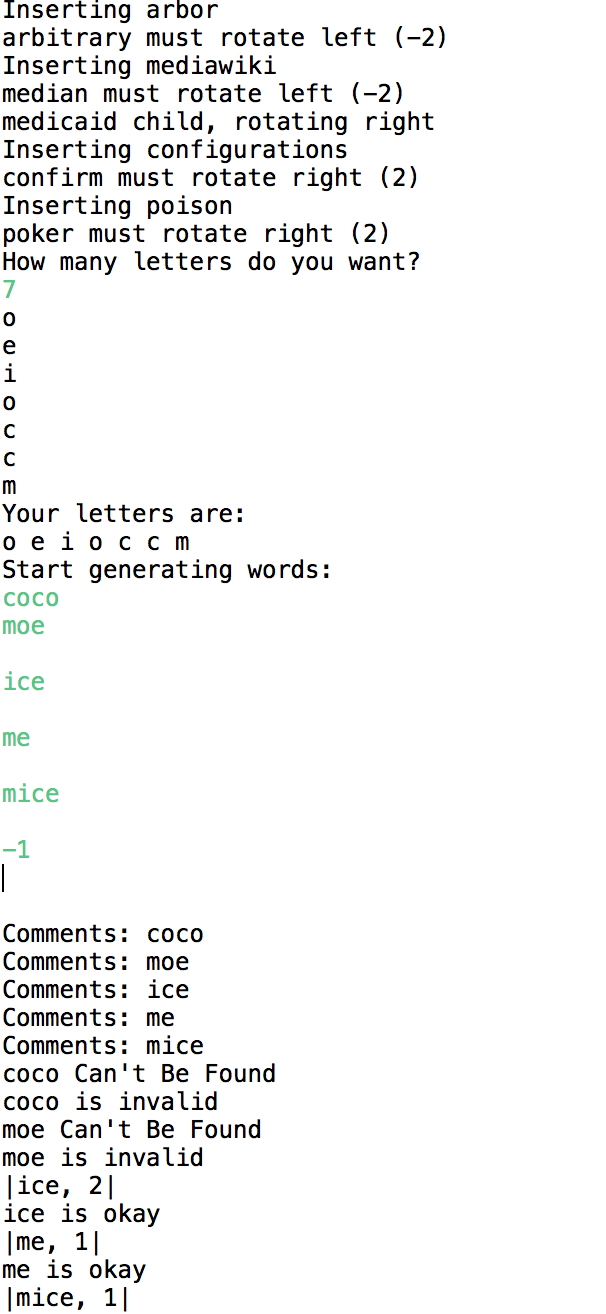 Inserting arbor
arbitrary must rotate left (-2)
Inserting mediawiki
median must rotate left (-2)
medicaid child, rotating right
Inserting configurations
confirm must rotate right (2)
Inserting poison
poker must rotate right (2)
How many letters do you want?
7
o
e
i
o
c
c
m
Your letters are:
o e i o c c m
Start generating words:
coco
moe
ice
me
mice
-1
Comments: coco
Comments: moe
Comments: ice
Comments: me
Comments: mice
coco Can't Be Found
coco is invalid
moe Can't Be Found
moe is invalid
|ice, 2|
ice is okay
|me, 1|
me is okay
|mice, 1|